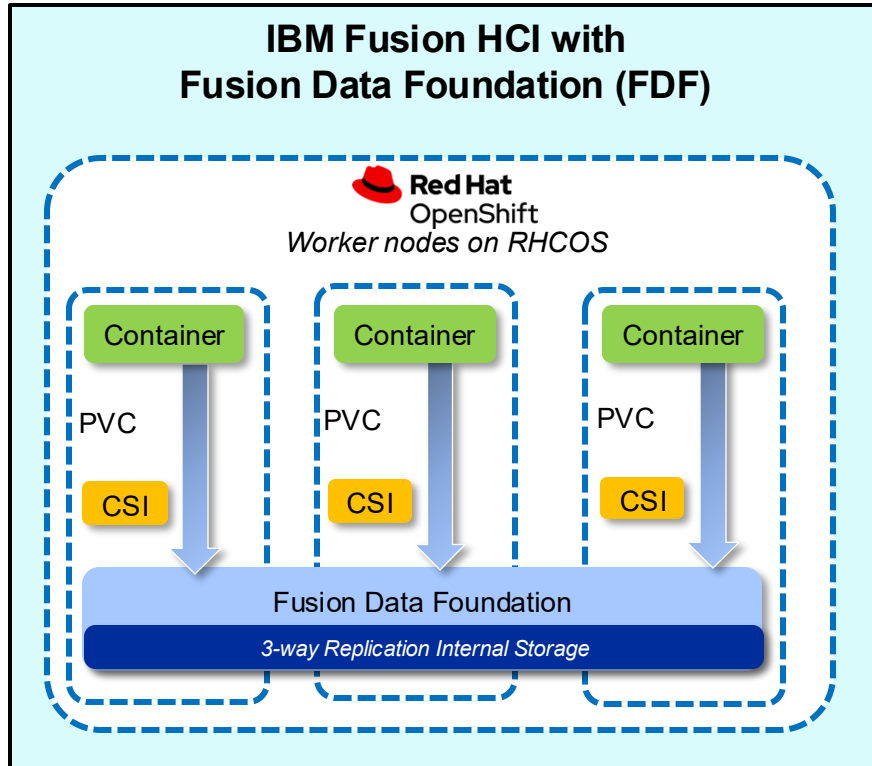 IBM Fusion HCI with
Fusion Data Foundation (FDF)
Red Hat
OpenShift
Worker nodes on RHCOS
Container
Container
Container
PVC
PVC
PVC
CSI
CSI
CSI
Fusion Data Foundation
3-way Replication Internal Storage